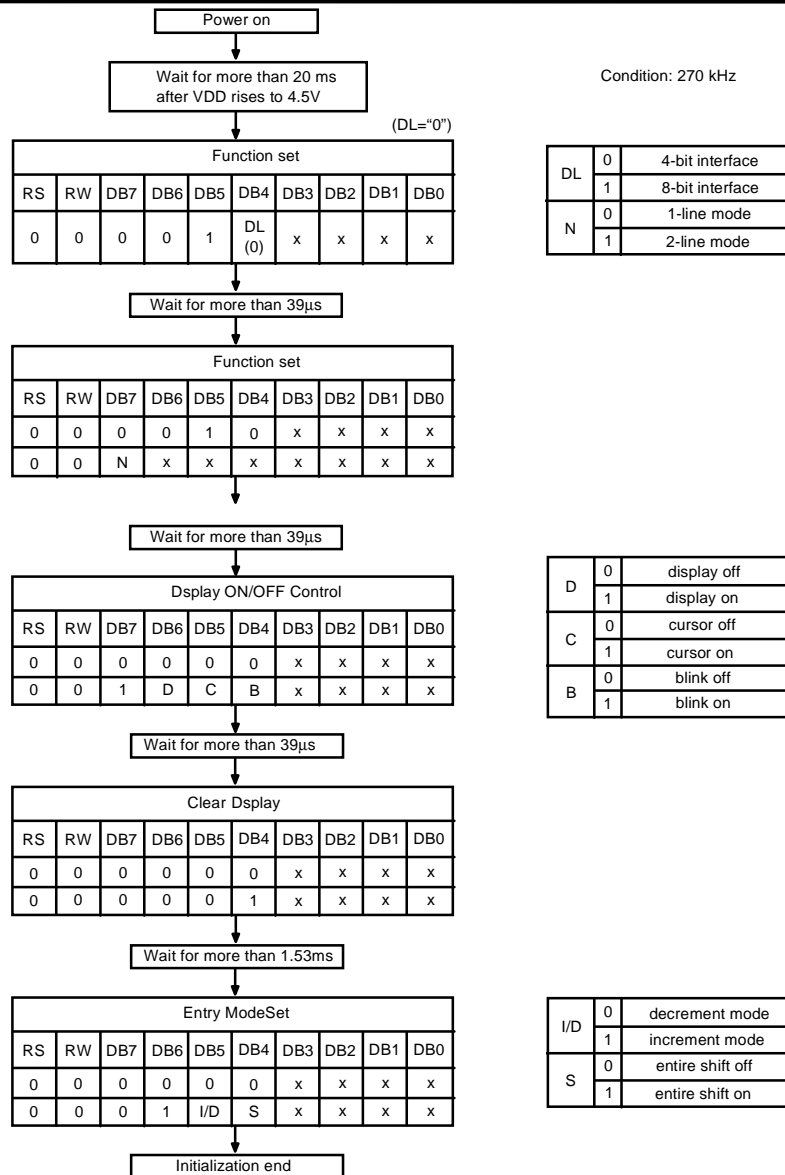 Power on
Wait for more than 20 ms
after VDD rises to 4.5V
Condition: 270 kHz
(DL=“0”)
Function set
RS RW DB7 DB6 DB5 DB4 DB3 DB2 DB1 DB0
0 0 0 0 1 DL (0) x x x x
DL 0 4-bit interface
1 8-bit interface
N 0 1-line mode
1 2-line mode
Wait for more than 39μs
Function set
RS RW DB7 DB6 DB5 DB4 DB3 DB2 DB1 DB0
0 0 0 0 1 0 x x x x
0 0 N x x x x x x x
Wait for more than 39μs
Dsplay ON/OFF Control
RS RW DB7 DB6 DB5 DB4 DB3 DB2 DB1 DB0
0 0 0 0 0 0 x x x x
0 0 1 D C B x x x x
D 0 display off
1 display on
C 0 cursor off
1 cursor on
B 0 blink off
1 blink on
Wait for more than 39μs
Clear Dsplay
RS RW DB7 DB6 DB5 DB4 DB3 DB2 DB1 DB0
0 0 0 0 0 0 x x x x
0 0 0 0 0 1 x x x x
Wait for more than 1.53ms
Entry ModeSet
RS RW DB7 DB6 DB5 DB4 DB3 DB2 DB1 DB0
0 0 0 0 0 0 x x x x
0 0 0 1 I/D S x x x x
I/D 0 decrement mode
1 increment mode
S 0 entire shift off
1 entire shift on
Initialization end